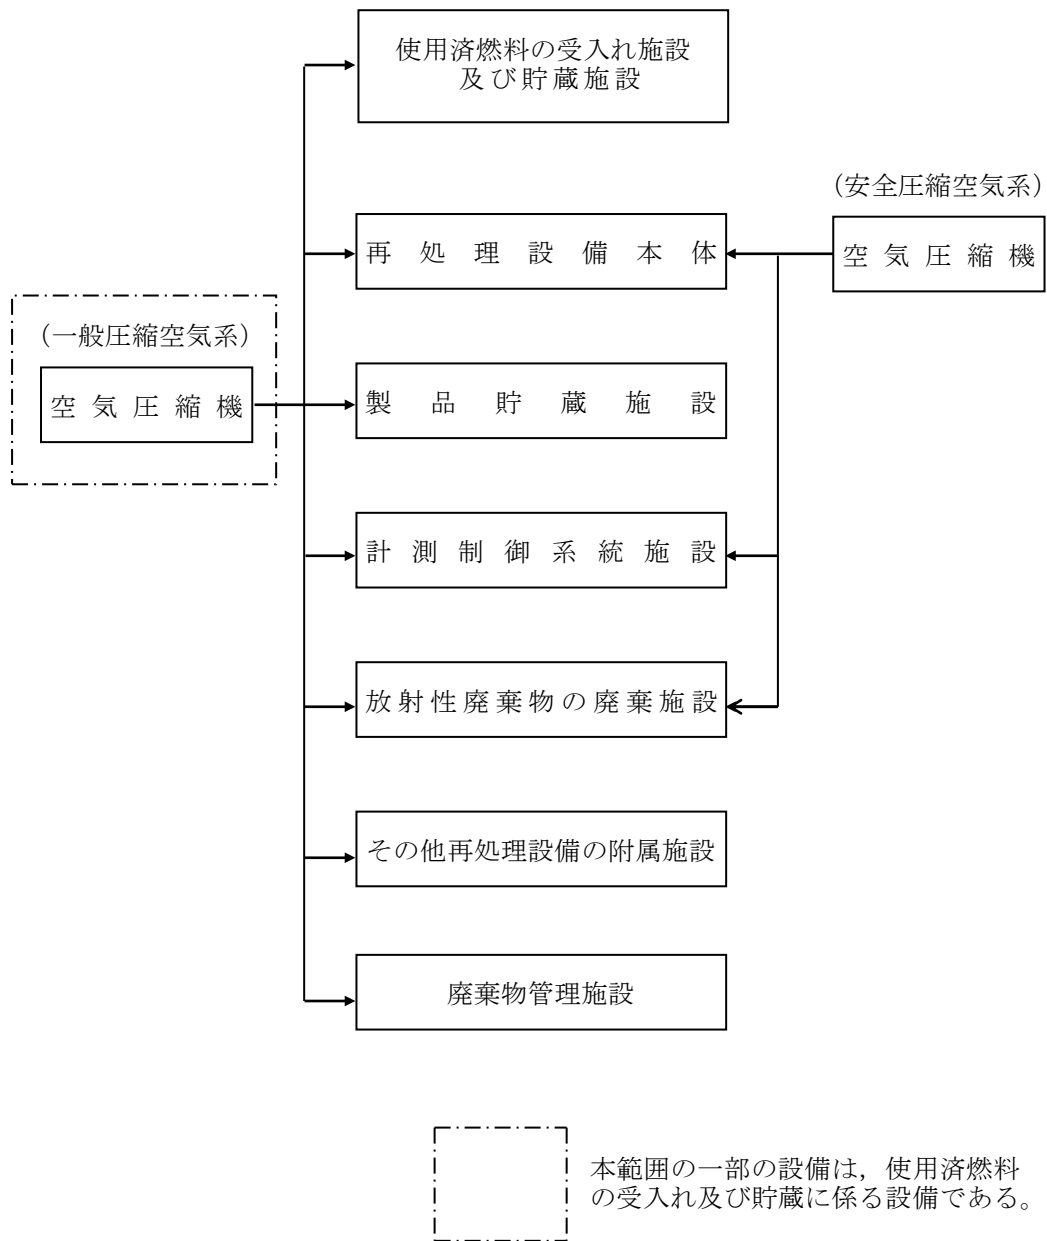 使用済燃料の受入れ施設
及び貯蔵施設
(安全圧縮空気系)
再処理設備本体
空気圧縮機
(一般圧縮空気系)
空気圧縮機
製品貯蔵施設
計測制御系統施設
放射性廃棄物の廃棄施設
その他再処理設備の附属施設
廃棄物管理施設
本範囲の一部の設備は，使用済燃料
の受入れ及び貯蔵に係る設備である。